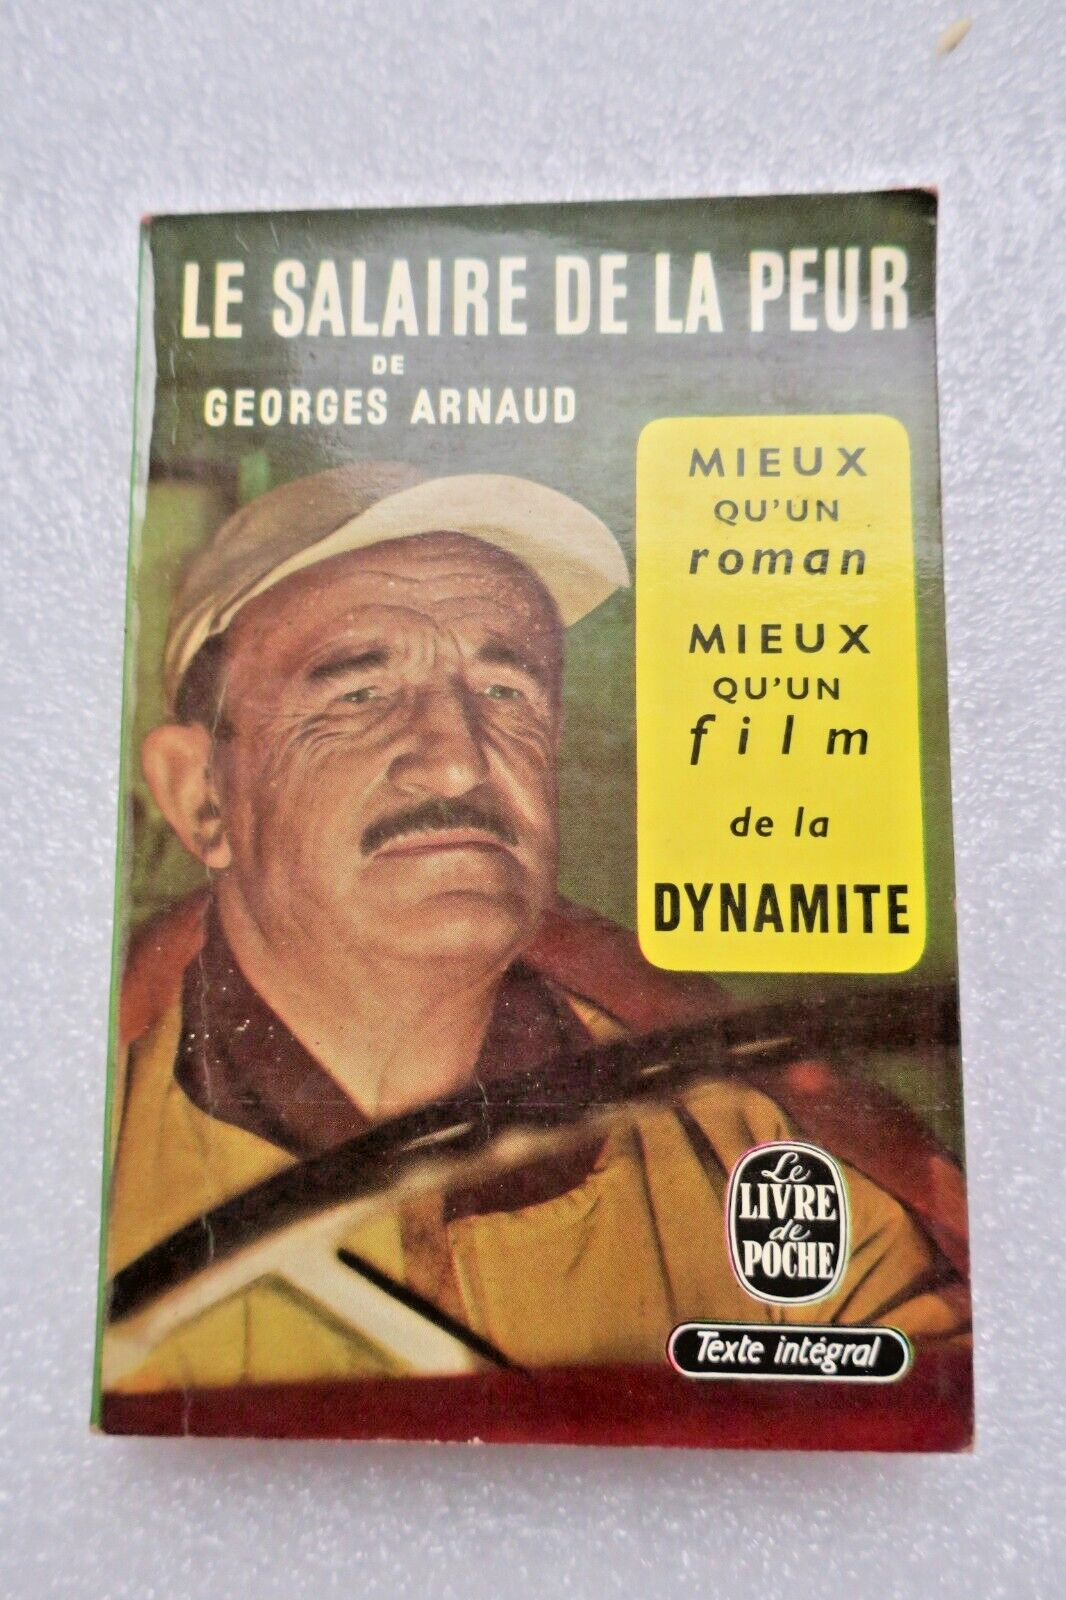 LE SALAIRE DE LA PEUR
DE
GEORGES ARNAUD
MIEUX
QU'UN
roman
MIEUX
QU'UN
film
de la
DYNAMITE
Le
LIVRE
de
POCHE
Texte intégral